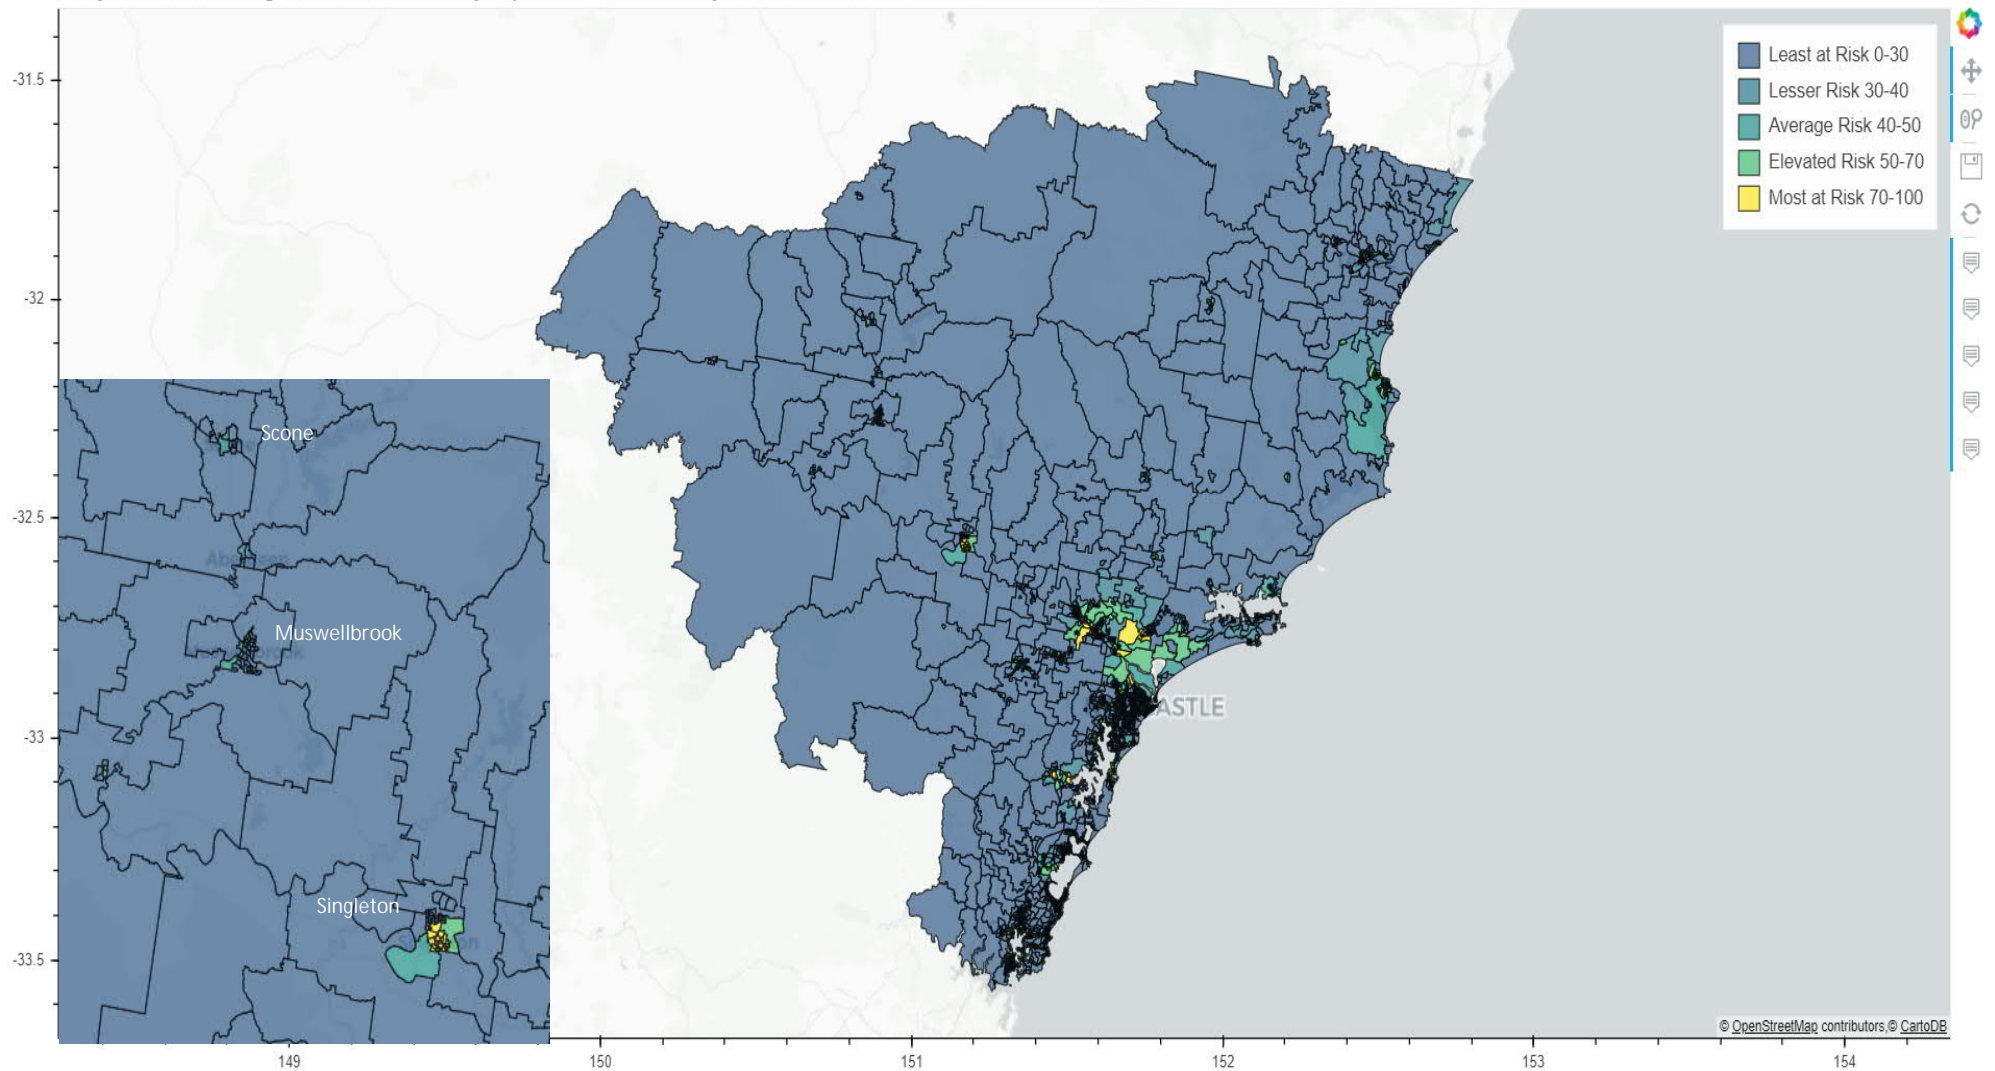 Least at Risk 0-30
Lesser Risk 30-40
Average Risk 40-50
Elevated Risk 50-70
Most at Risk 70-100
-31.5
-32
-32.5
-33
-33.5
Scone
Aberdeen
Muswellbrook
Singleton
ASTLE
© OpenStreetMap contributors,© CartoDB
149
150
151
152
153
154